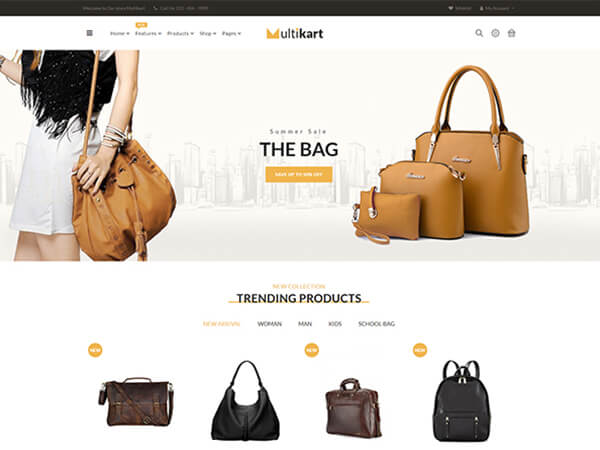 Welcome to Our store Multikart Call Us: 123 - 456 - 7890 Wishlist My Account
NEW
Home Features Products Shop Pages
Multikart
Summer Sale
THE BAG
SAVE UP TO 50% OFF
NEW COLLECTION
TRENDING PRODUCTS
NEW ARRIVAL WOMAN MAN KIDS SCHOOL BAG
NEW NEW